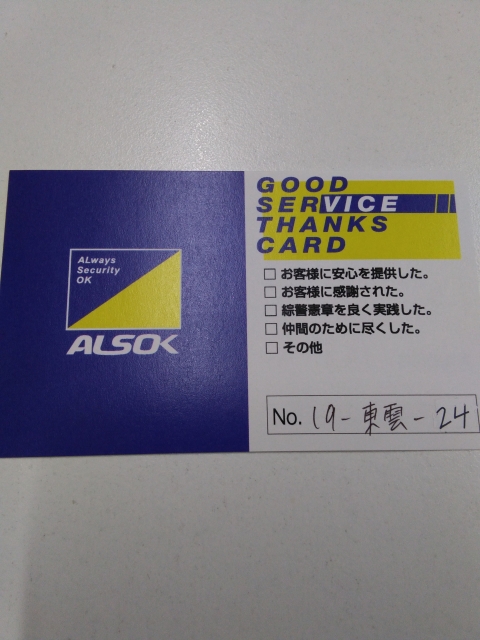 ALways
Security
OK
ALSOK
GOOD
SERVICE
THANKS
CARD
□ お客様に安心を提供した。
□ お客様に感謝された。
□ 綜警憲章を良く実践した。
□ 仲間のために尽くした。
□ その他
No. 19-東雲-24